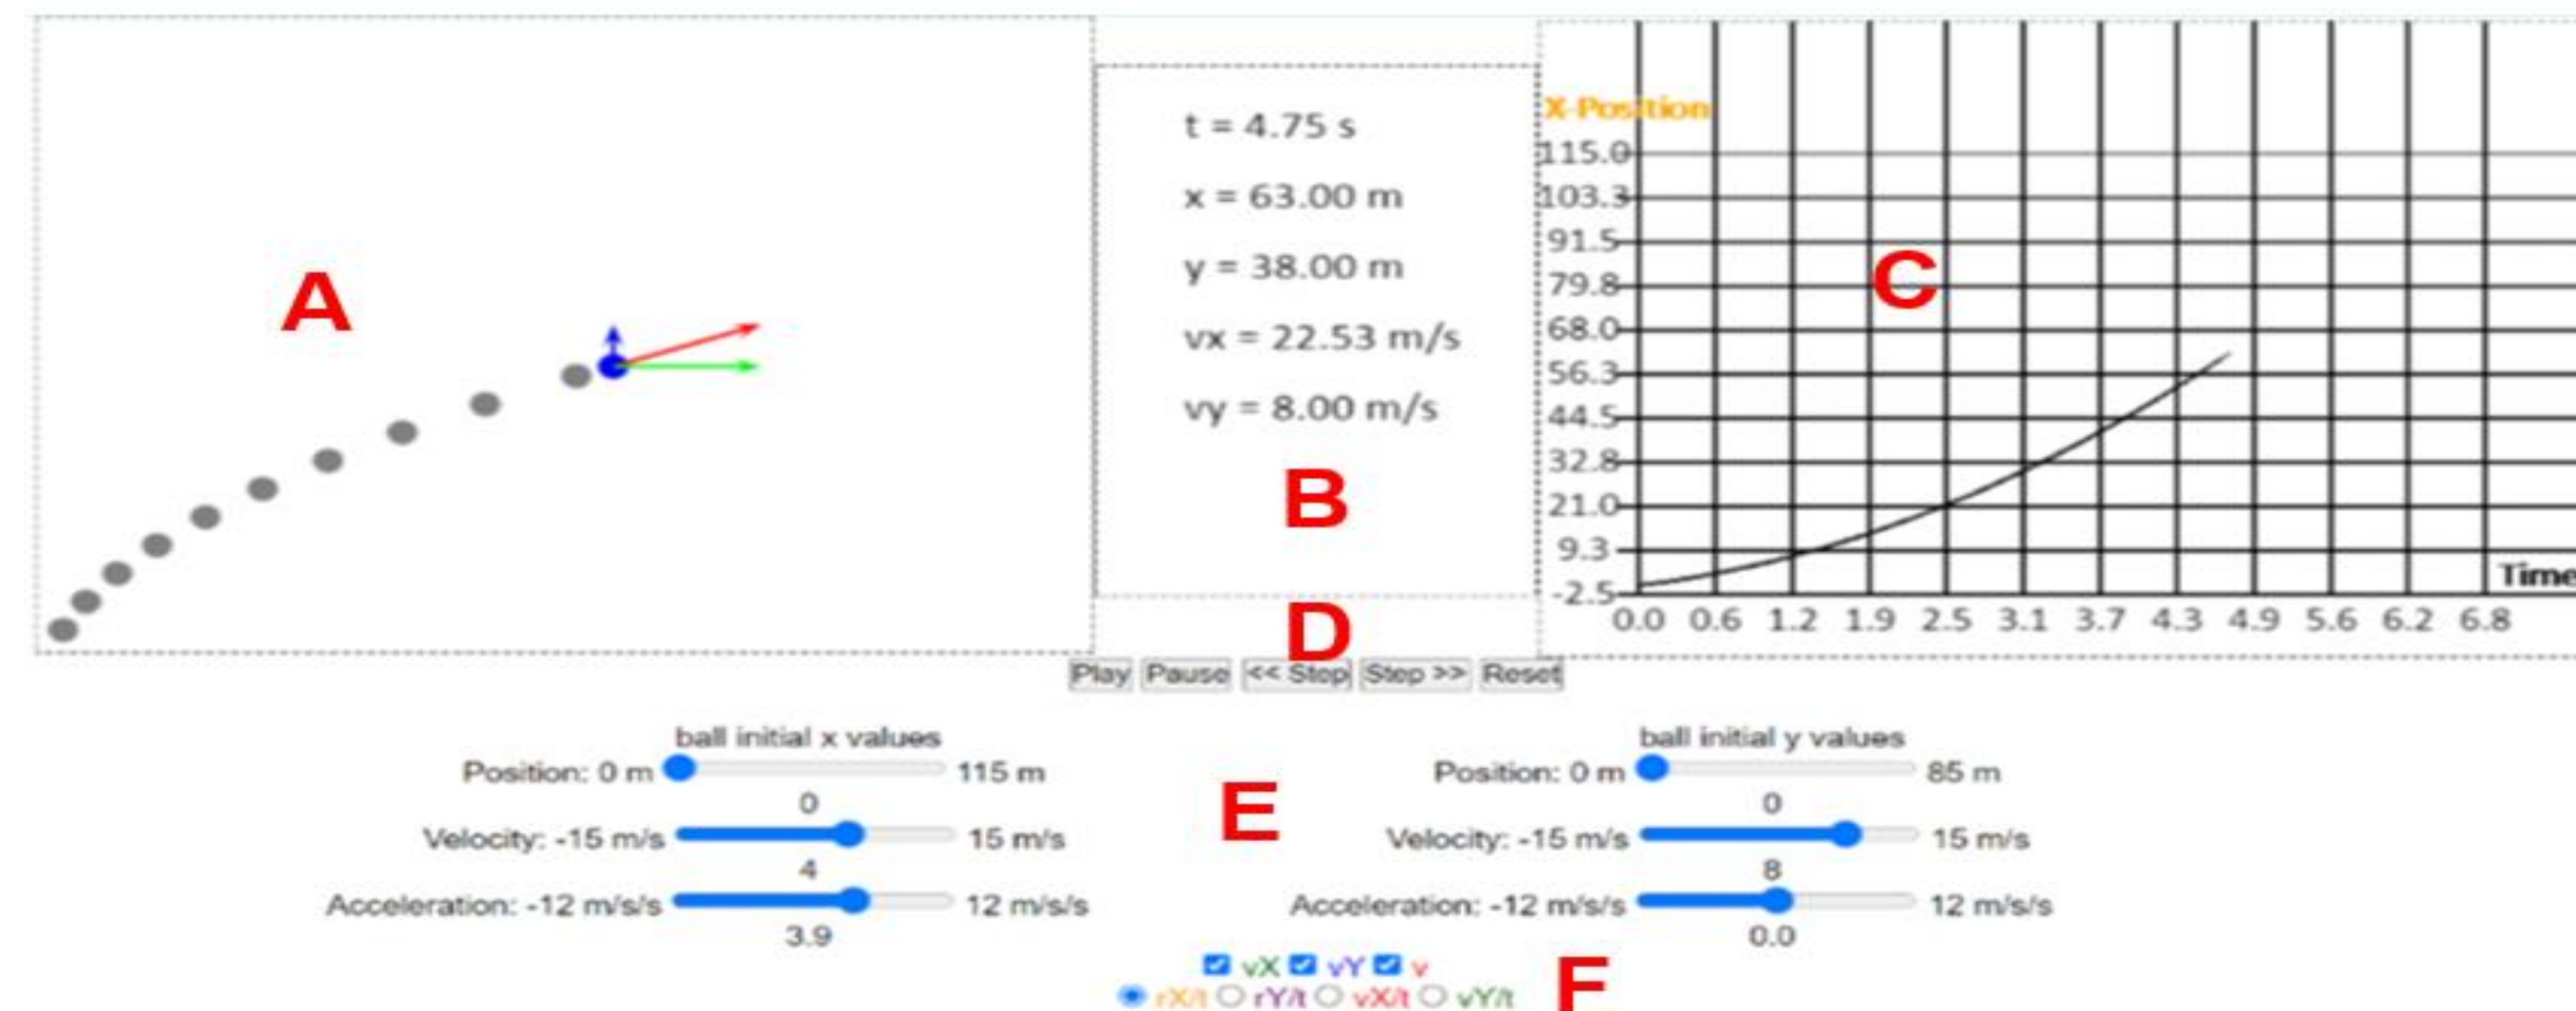 A
t = 4.75 s
x = 63.00 m
y = 38.00 m
vx = 22.53 m/s
vy = 8.00 m/s
B
X-Position
115.0
103.3
91.5
79.8
68.0
56.3
44.5
32.8
21.0
9.3
-2.5
C
Time
0.0 0.6 1.2 1.9 2.5 3.1 3.7 4.3 4.9 5.6 6.2 6.8
D
Play Pause << Step Step >> Reset
ball initial x values
Position: 0 m 115 m
0
Velocity: -15 m/s 15 m/s
4
Acceleration: -12 m/s/s 12 m/s/s
3.9
E
ball initial y values
Position: 0 m 85 m
0
Velocity: -15 m/s 15 m/s
8
Acceleration: -12 m/s/s 12 m/s/s
0.0
vX vY v
rX/t rY/t vX/t vY/t
F